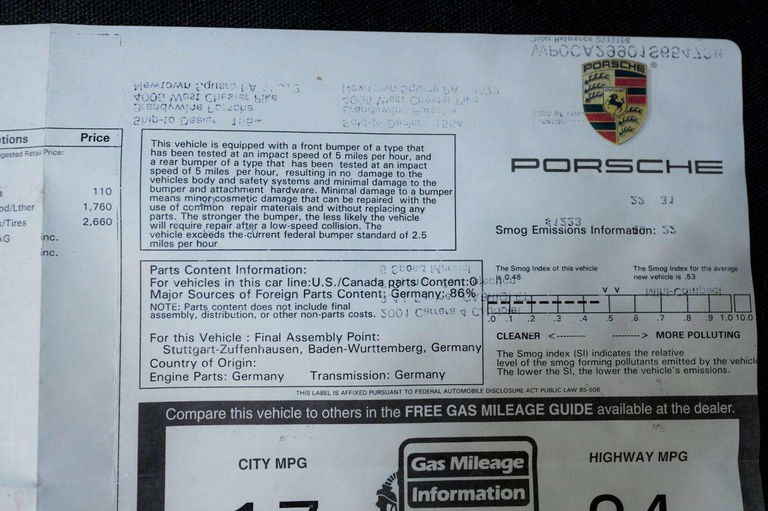 PORSCHE
PORSCHE
tions Price
gested Retail Price:
s 110
od/Lther 1,760
s/Tires 2,660
AG inc.
inc.
This vehicle is equipped with a front bumper of a type that
has been tested at an impact speed of 5 miles per hour, and
a rear bumper of a type that has been tested at an impact
speed of 5 miles per hour, resulting in no damage to the
vehicles body and safety systems and minimal damage to the
bumper and attachment hardware. Minimal damage to a bumper
means minor cosmetic damage that can be repaired with the
use of common repair materials and without replacing any
parts. The stronger the bumper, the less likely the vehicle
will require repair after a low-speed collision. The
vehicle exceeds the current federal bumper standard of 2.5
miles per hour
Parts Content Information:
For vehicles in this car line:U.S./Canada parts Content:0
Major Sources of Foreign Parts Content: Germany: 86%
NOTE: Parts content does not include final
assembly, distribution, or other non-parts costs.
For this Vehicle : Final Assembly Point:
Stuttgart-Zuffenhausen, Baden-Wurttemberg, Germany
Country of Origin:
Engine Parts: Germany Transmission: Germany
Smog Emissions Information:
The Smog Index of this vehicle
is 0.48
The Smog Index for the average
new vehicle is .53
v v
.0 .1 .2 .3 .4 .5 .6 .7 .8 .9 1.0 10.0
CLEANER <-------- --------> MORE POLLUTING
The Smog index (SI) indicates the relative
level of the smog forming pollutants emitted by the vehicle
The lower the SI, the lower the vehicle's emissions.
THIS LABEL IS AFFIXED PURSUANT TO FEDERAL AUTOMOBILE DISCLOSURE ACT PUBLIC LAW 85-506
Compare this vehicle to others in the FREE GAS MILEAGE GUIDE available at the dealer.
CITY MPG
Gas Mileage
Information
HIGHWAY MPG
17
24